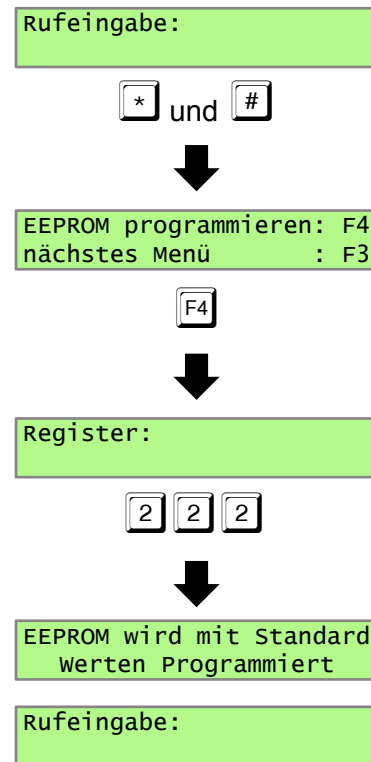 Rufeingabe:
* und #
EEPROM programmieren: F4
nächstes Menü : F3
F4
Register:
2 2 2
EEPROM wird mit Standard
Werten Programmiert
Rufeingabe: